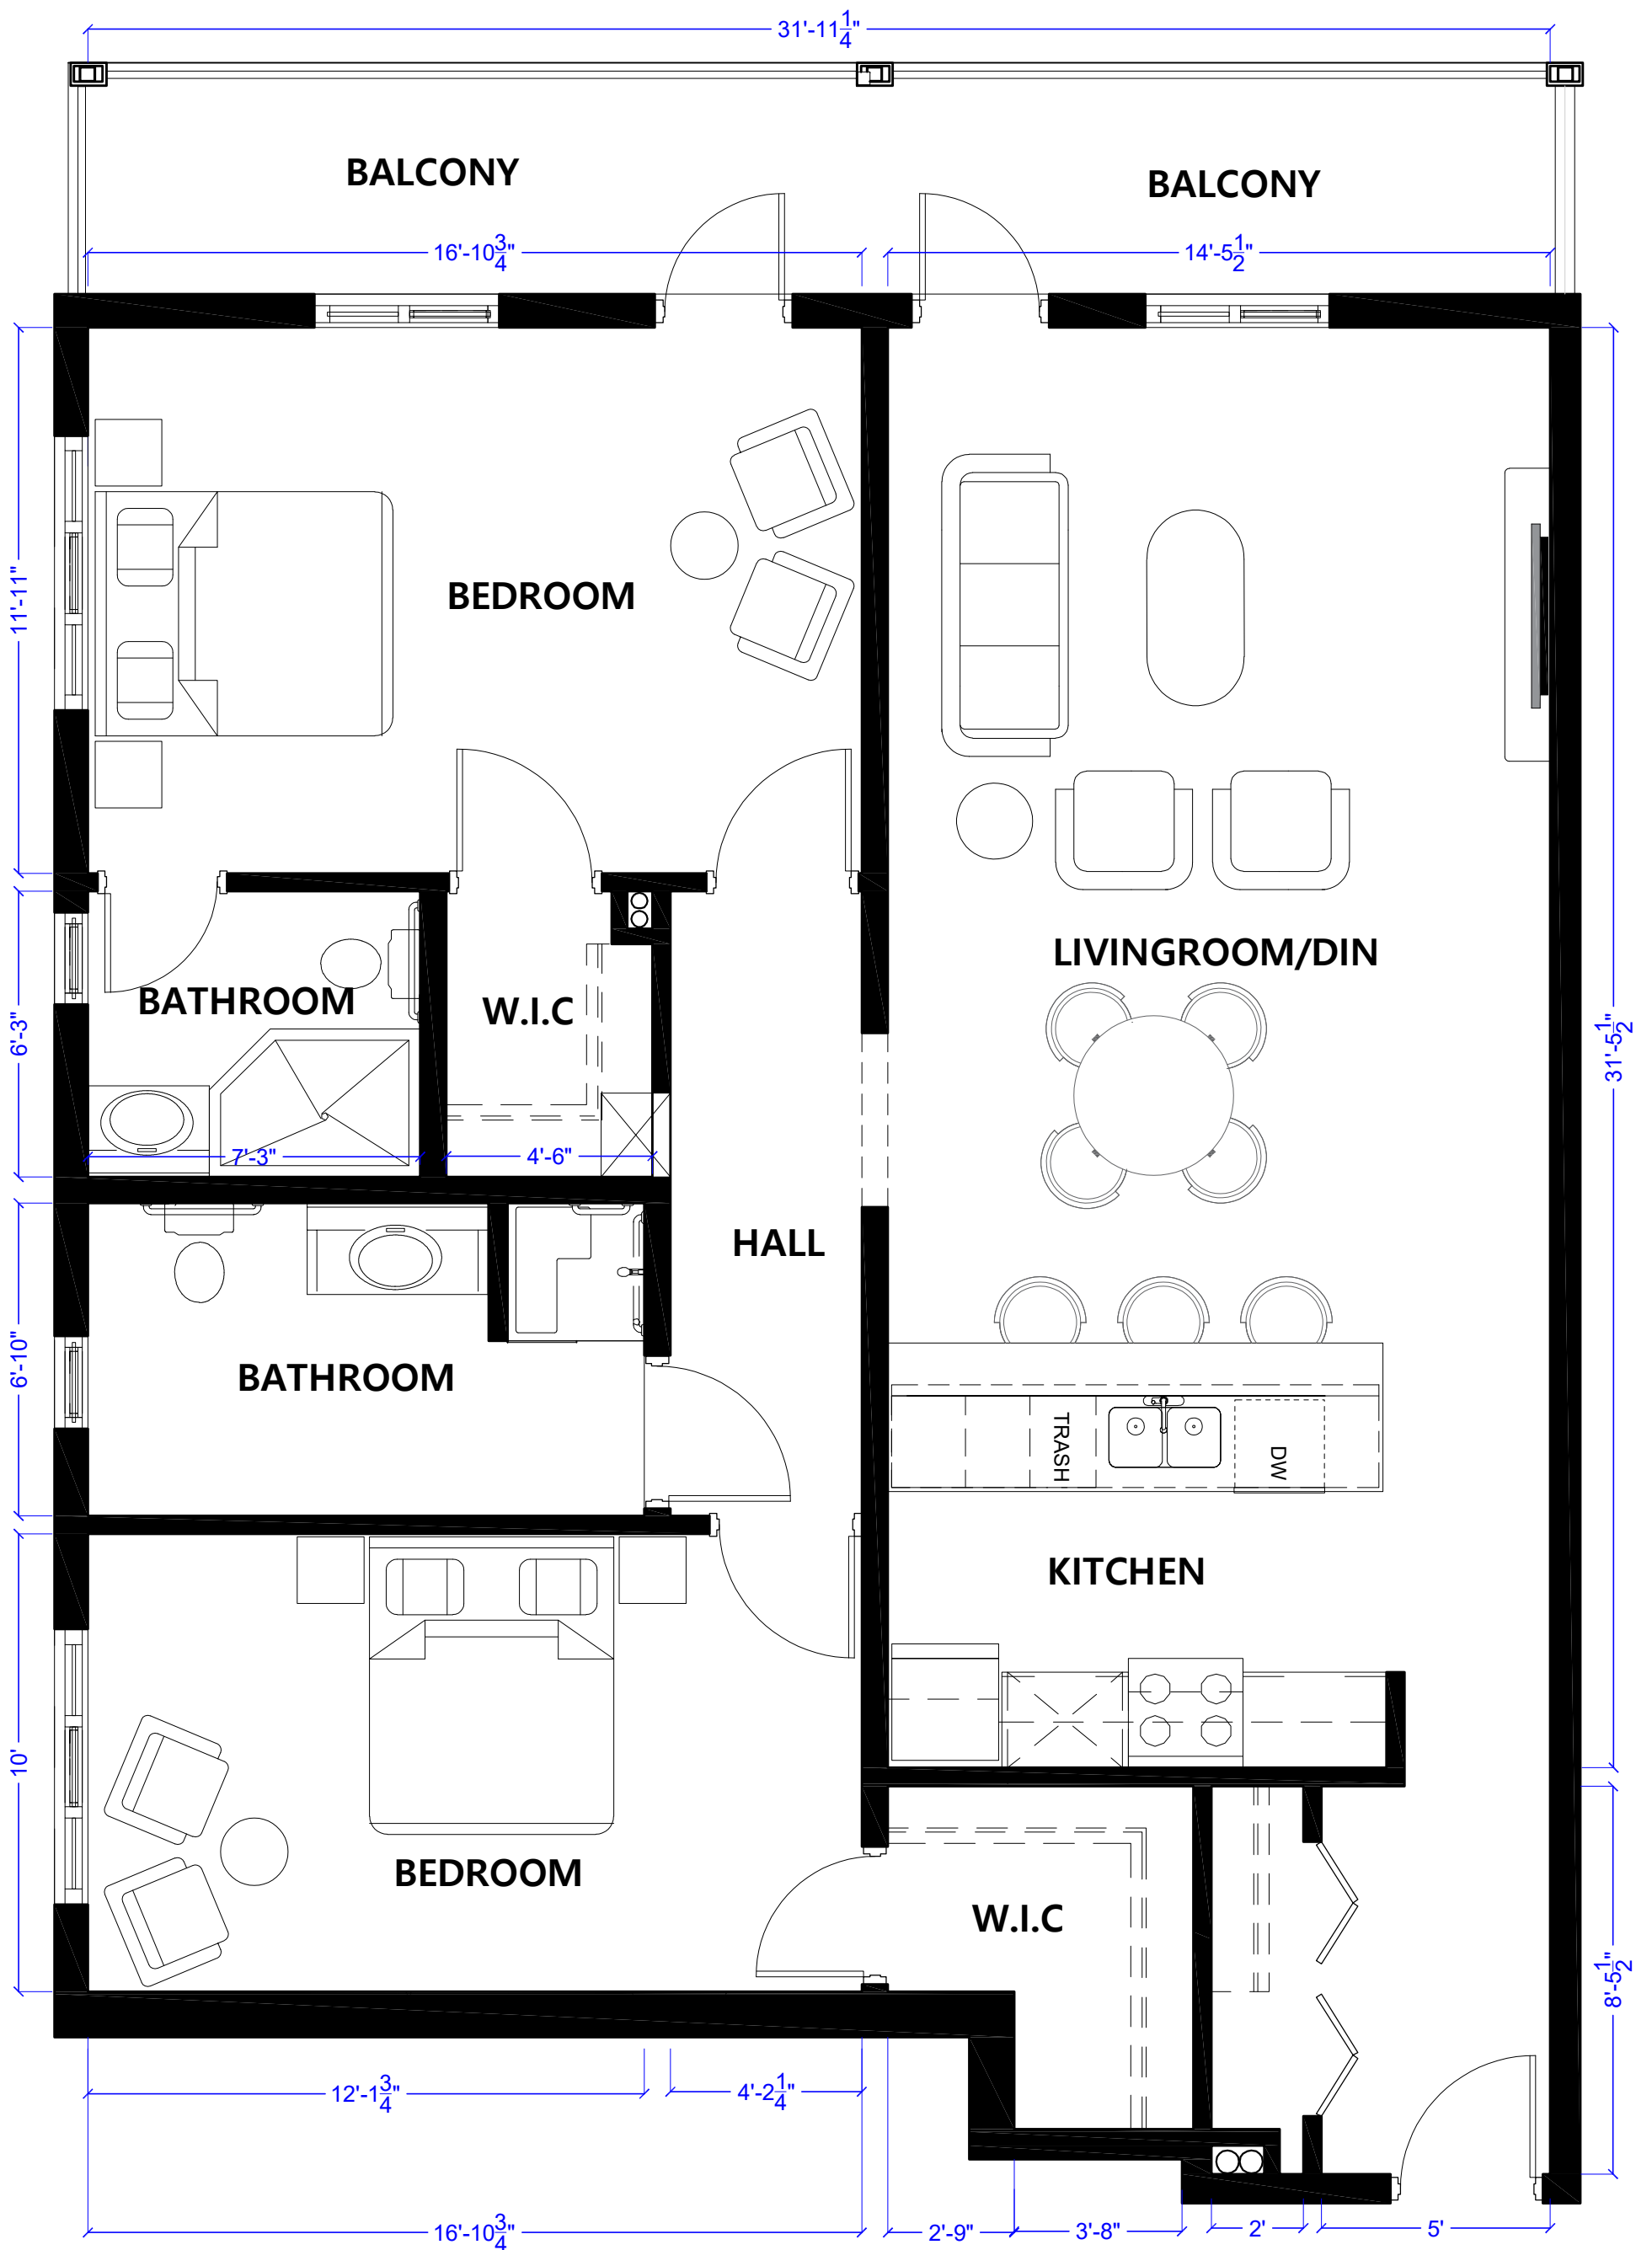 31'-11 1/4"
BALCONY
BALCONY
16'-10 3/4"
14'-5 1/2"
11'-11"
BEDROOM
LIVINGROOM/DIN
BATHROOM
W.I.C
6'-3"
31'-5 1/2"
7'-3"
4'-6"
HALL
6'-10"
BATHROOM
TRASH
DW
KITCHEN
10'
BEDROOM
W.I.C
8'-5 1/2"
12'-1 3/4"
4'-2 1/4"
16'-10 3/4"
2'-9"
3'-8"
2'
5'